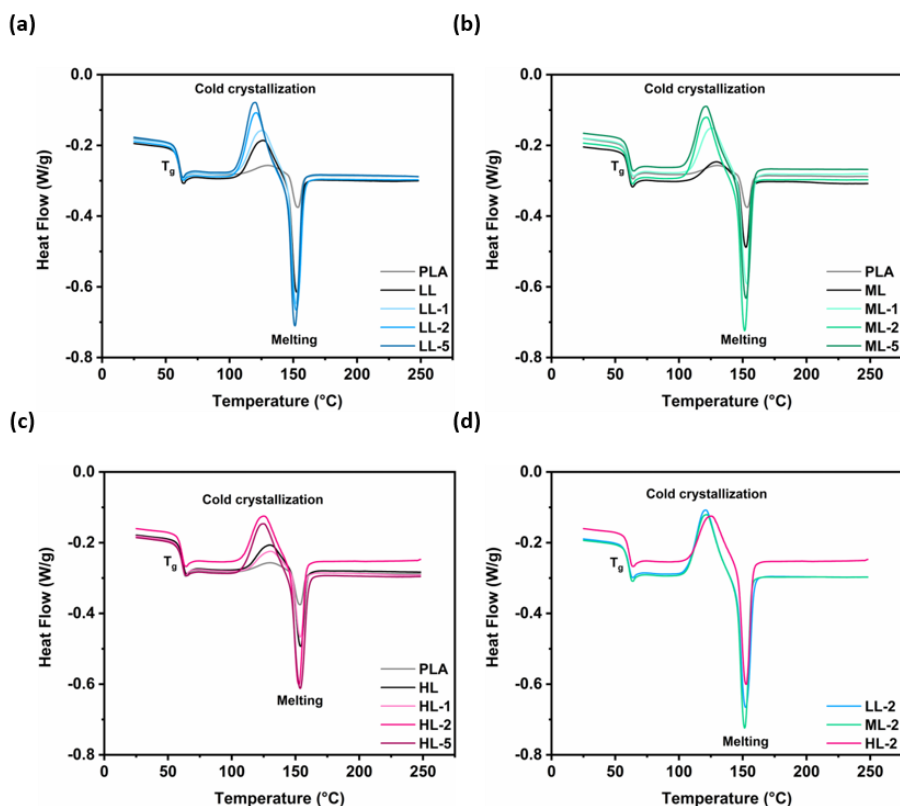 (a)
(b)
0.0
-0.2
-0.4
-0.6
-0.8
Heat Flow (W/g)
Cold crystallization
Tg
Melting
PLA
LL
LL-1
LL-2
LL-5
0 50 100 150 200 250
Temperature (°C)
0.0
-0.2
-0.4
-0.6
-0.8
Heat Flow (W/g)
Cold crystallization
Tg
Melting
PLA
ML
ML-1
ML-2
ML-5
0 50 100 150 200 250
Temperature (°C)
(c)
(d)
0.0
-0.2
-0.4
-0.6
-0.8
Heat Flow (W/g)
Cold crystallization
Tg
Melting
PLA
HL
HL-1
HL-2
HL-5
0 50 100 150 200 250
Temperature (°C)
0.0
-0.2
-0.4
-0.6
-0.8
Heat Flow (W/g)
Cold crystallization
Tg
Melting
LL-2
ML-2
HL-2
0 50 100 150 200 250
Temperature (°C)